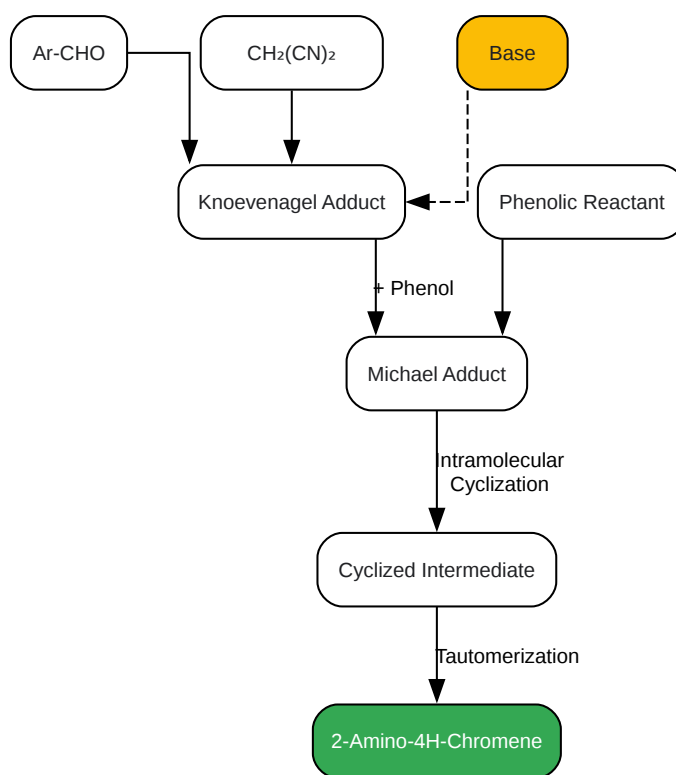 Ar-CHO
CH₂(CN)₂
Base
Knoevenagel Adduct
Phenolic Reactant
+ Phenol
Michael Adduct
Intramolecular
Cyclization
Cyclized Intermediate
Tautomerization
2-Amino-4H-Chromene